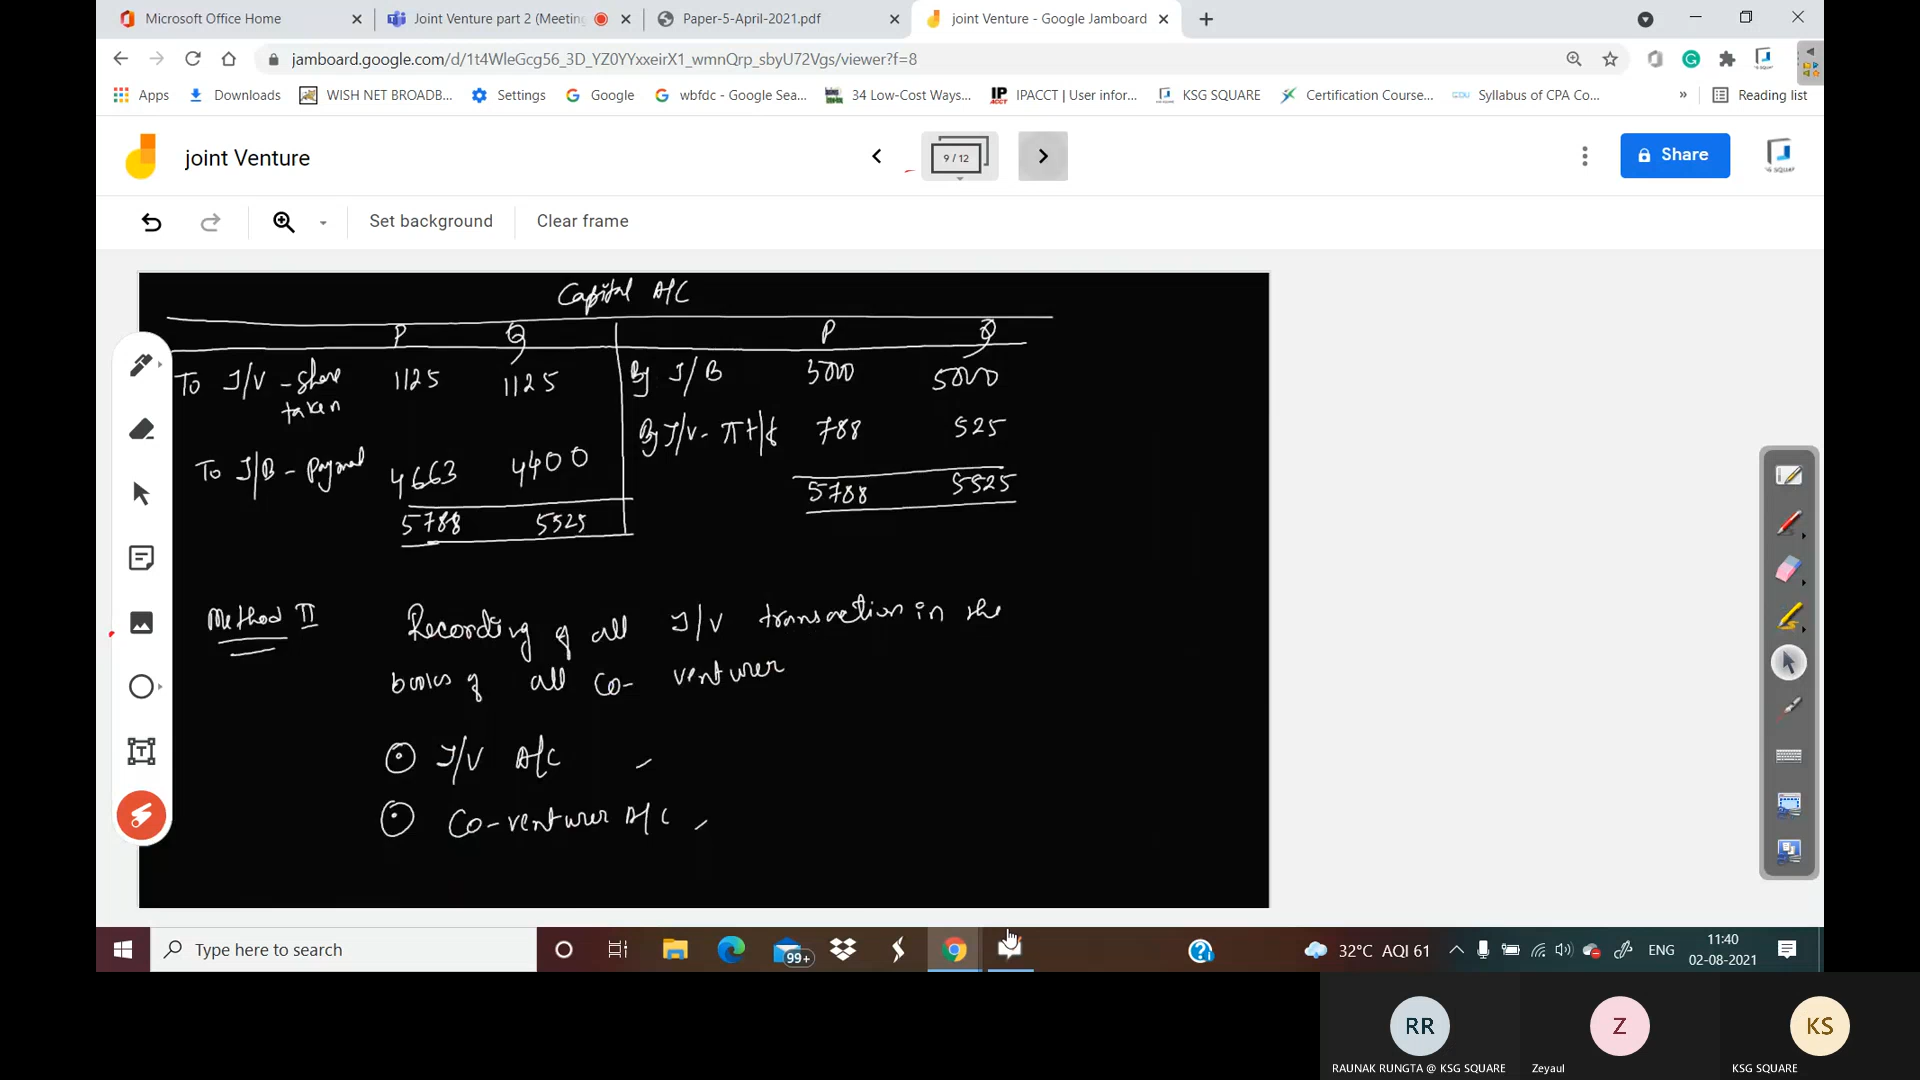 Microsoft Office Home
Joint Venture part 2 (Meetin
Paper-5-April-2021.pdf
joint Venture - Google Jamboard
jamboard.google.com/d/1t4WleGcg56_3D_YZ0YYxxeirX1_wmnQrp_sbyU72Vgs/viewer?f=8
Apps Downloads WISH NET BROADB... Settings Google wbfdc - Google Sea... 34 Low-Cost Ways... IPACCT | User infor... KSG SQUARE Certification Course... Syllabus of CPA Co... » Reading list
joint Venture
9 / 12
Share
Set background Clear frame
Capital A/C
P Q P Q
To J/V - Share taken 1125 1125 By J/B 5000 5000
By J/V - 788 525
To J/B - 4663 4400
5788 5525
5788 5525
Method II Recording of all J/V transaction in the
books of all Co- venturer
J/V A/C
Co-venturer A/C
Type here to search
99+
32°C AQI 61
ENG
11:40
02-08-2021
RR
Z
KS
RAUNAK RUNGTA @ KSG SQUARE
Zeyaul
KSG SQUARE